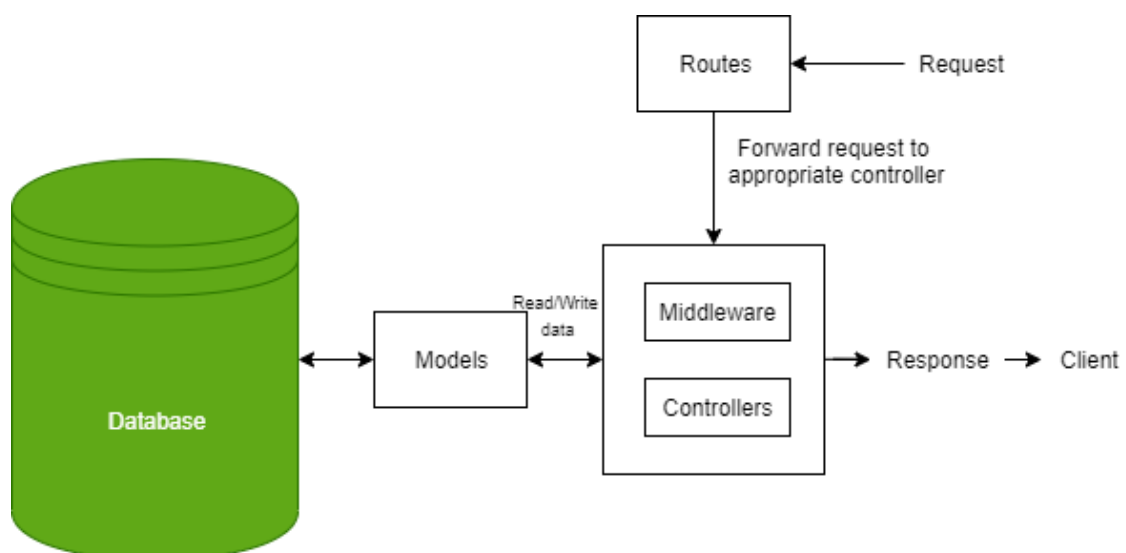 Routes
Request
Forward request to
appropriate controller
Read/Write
data
Middleware
Models
Response
Client
Controllers
Database